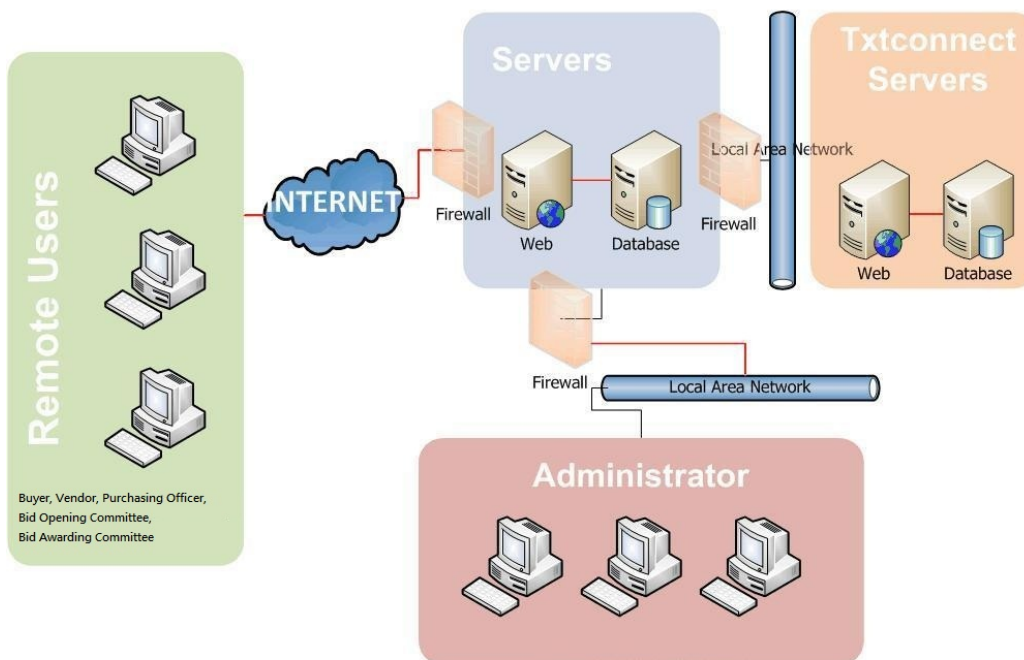 Remote Users
Buyer, Vendor, Purchasing Officer,
Bid Opening Committee,
Bid Awarding Committee
INTERNET
Servers
Firewall
Web
Database
Firewall
Local Area Network
Txtconnect
Servers
Web
Database
Firewall
Local Area Network
Administrator